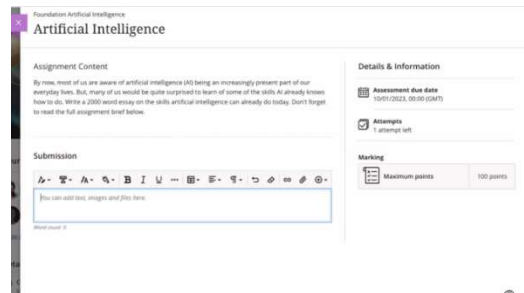 Foundation Artificial Intelligence
Artificial Intelligence
Assignment Content
By now, most of us are aware of artificial intelligence (AI) being an increasingly present part of our
everyday lives. But, many of us would be quite surprised to learn of some of the skills AI already knows
how to do. Write a 2000 word essay on the skills artificial intelligence can already do today. Don't forget
to read the full assignment brief below.
Submission
B I U
You can add text, images and files here.
Word count: 0
Details & Information
Assessment due date
10/01/2023, 00:00 (GMT)
Attempts
1 attempt left
Marking
Maximum points
100 points